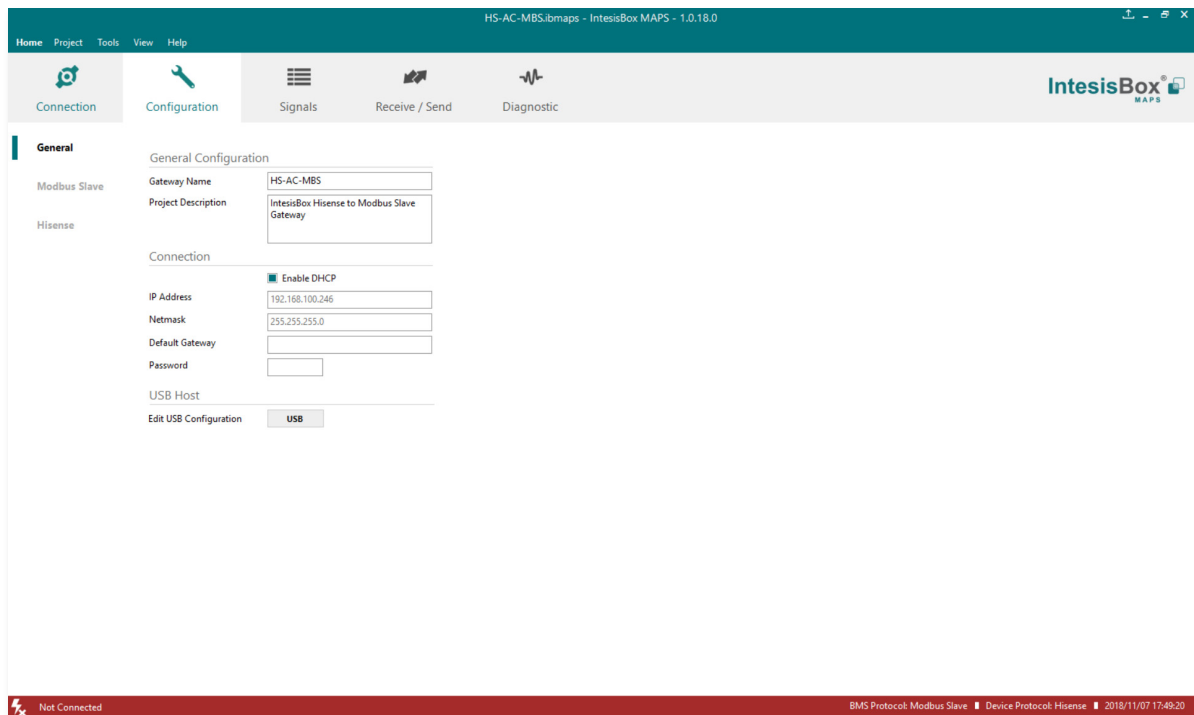 HS-AC-MBS.ibmaps - IntesisBox MAPS - 1.0.18.0
Home Project Tools View Help
Connection Configuration Signals Receive / Send Diagnostic
IntesisBox®
MAPS
General
General Configuration
Gateway Name HS-AC-MBS
Modbus Slave
Project Description IntesisBox Hisense to Modbus Slave
Gateway
Hisense
Connection
Enable DHCP
IP Address 192.168.100.246
Netmask 255.255.255.0
Default Gateway
Password
USB Host
Edit USB Configuration USB
Not Connected BMS Protocol: Modbus Slave Device Protocol: Hisense 2018/11/07 17:49:20